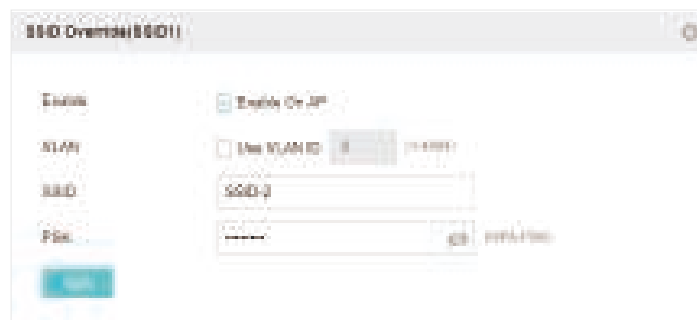 SSID Override(SSID1)
Enable Enable On AP
VLAN Use VLAN ID
SSID SSID-2
PSK